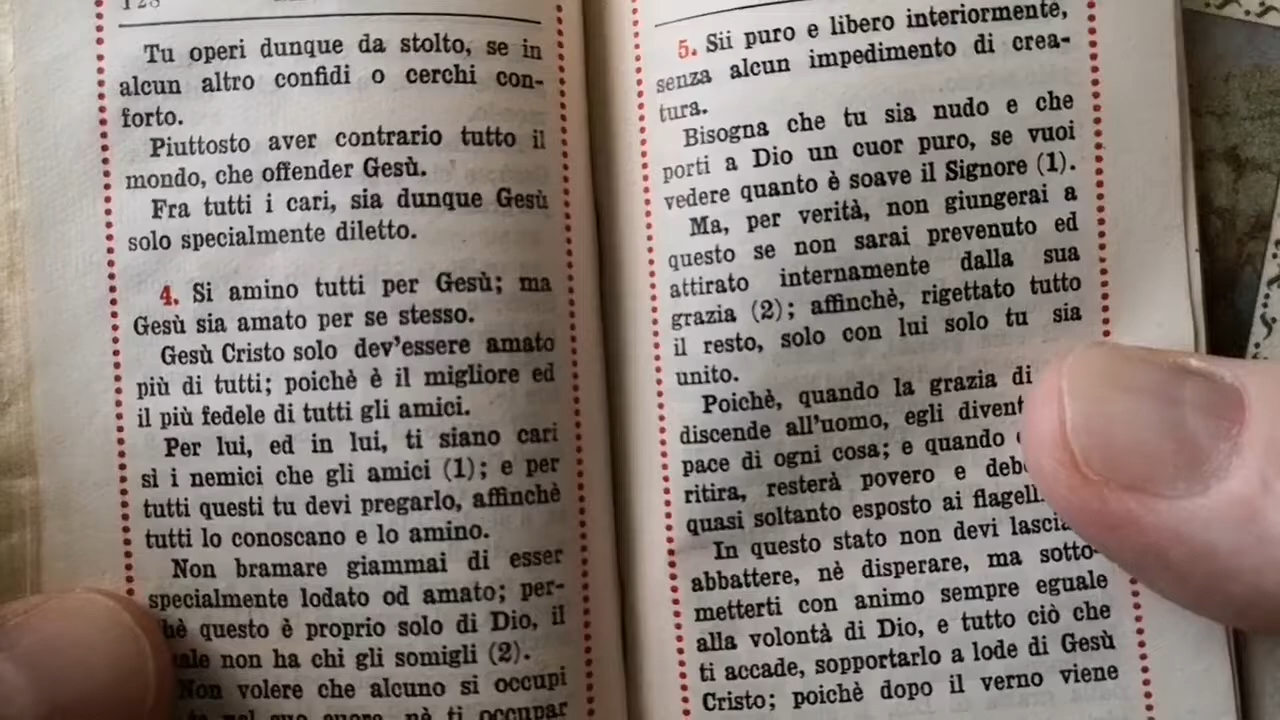 128
Tu operi dunque da stolto, se in
alcun altro confidi o cerchi con-
forto.
Piuttosto aver contrario tutto il
mondo, che offender Gesù.
Fra tutti i cari, sia dunque Gesù
solo specialmente diletto.
4. Si amino tutti per Gesù; ma
Gesù sia amato per se stesso.
Gesù Cristo solo dev'essere amato
più di tutti; poichè è il migliore ed
il più fedele di tutti gli amici.
Per lui, ed in lui, ti siano cari
sì i nemici che gli amici (1); e per
tutti questi tu devi pregarlo, affinchè
tutti lo conoscano e lo amino.
Non bramare giammai di esser
specialmente lodato od amato; per-
hè questo è proprio solo di Dio, il
ale non ha chi gli somigli (2).
Non volere che alcuno si occupi
nel suo cuore, nè ti occupar
5. Sii puro e libero interiormente,
senza alcun impedimento di crea-
tura.
Bisogna che tu sia nudo e che
porti a Dio un cuor puro, se vuoi
vedere quanto è soave il Signore (1).
Ma, per verità, non giungerai a
questo se non sarai prevenuto ed
attirato internamente dalla sua
grazia (2); affinchè, rigettato tutto
il resto, solo con lui solo tu sia
unito.
Poichè, quando la grazia di
discende all'uomo, egli divent
pace di ogni cosa; e quando
ritira, resterà povero e deb
quasi soltanto esposto ai flagell
In questo stato non devi lascia
abbattere, nè disperare, ma sotto-
metterti con animo sempre eguale
alla volontà di Dio, e tutto ciò che
ti accade, sopportarlo a lode di Gesù
Cristo; poichè dopo il verno viene